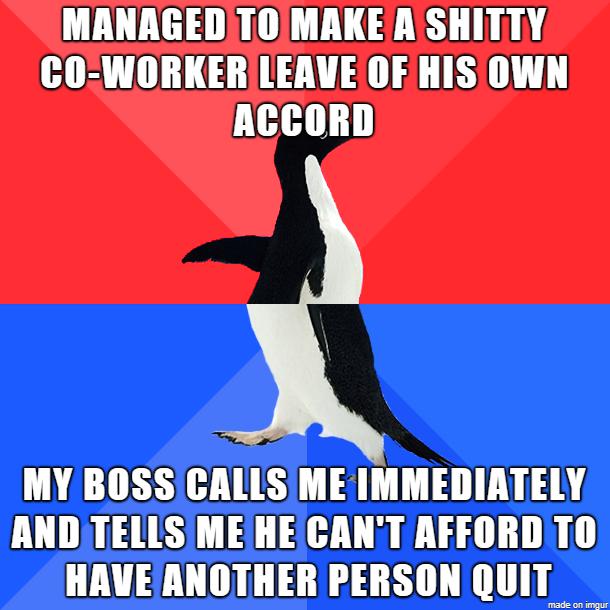 MANAGED TO MAKE A SHITTY
CO-WORKER LEAVE OF HIS OWN
ACCORD
MY BOSS CALLS ME IMMEDIATELY
AND TELLS ME HE CAN'T AFFORD TO
HAVE ANOTHER PERSON QUIT
made on imgur